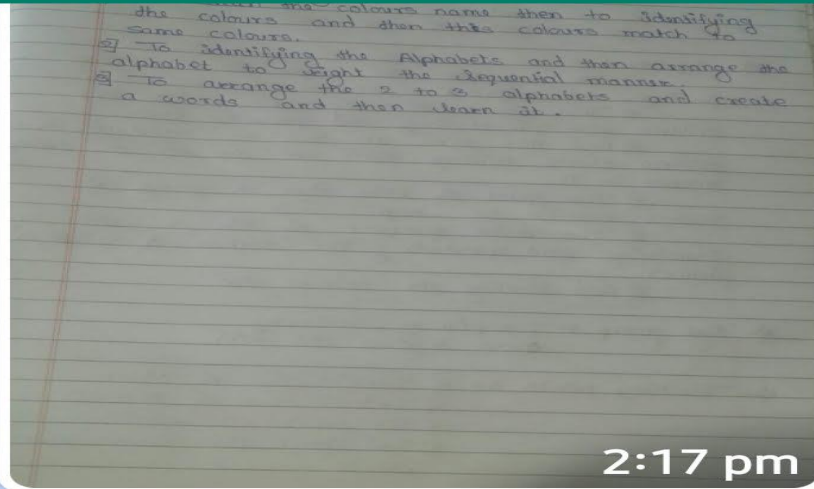 the colours name then to identifying
the colours and then this colours match to
same colours.
2] To identifying the Alphabets and then arrange the
alphabet to right the sequential manner.
3] To arrange the 2 to 3 alphabets and create
a words and then learn it.
2:17 pm